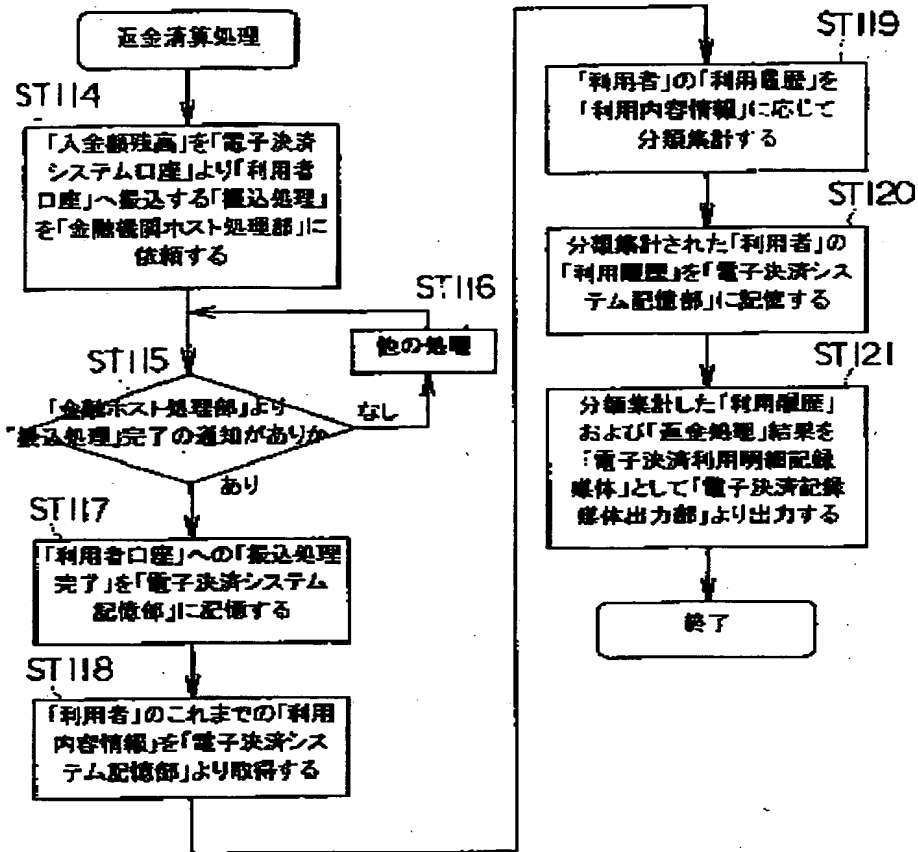 返金清算処理
ST114
「入金額残高」を「電子決済
システム口座」より「利用者
口座」へ振込する「振込処理」
を「金融機関ホスト処理部」に
依頼する
ST116
他の処理
ST115
「金融ホスト処理部」より
「振込処理」完了の通知がありか
なし
あり
ST117
「利用者口座」への「振込処理
完了」を「電子決済システム
記憶部」に記憶する
ST118
「利用者」のこれまでの「利用
内容情報」を「電子決済シス
テム記憶部」より取得する
ST119
「利用者」の「利用履歴」を
「利用内容情報」に応じて
分類集計する
ST120
分類集計された「利用者」の
「利用履歴」を「電子決済シス
テム記憶部」に記憶する
ST121
分類集計した「利用履歴」
および「返金処理」結果を
「電子決済利用明細記録
媒体」として「電子決済記録
媒体出力部」より出力する
終了